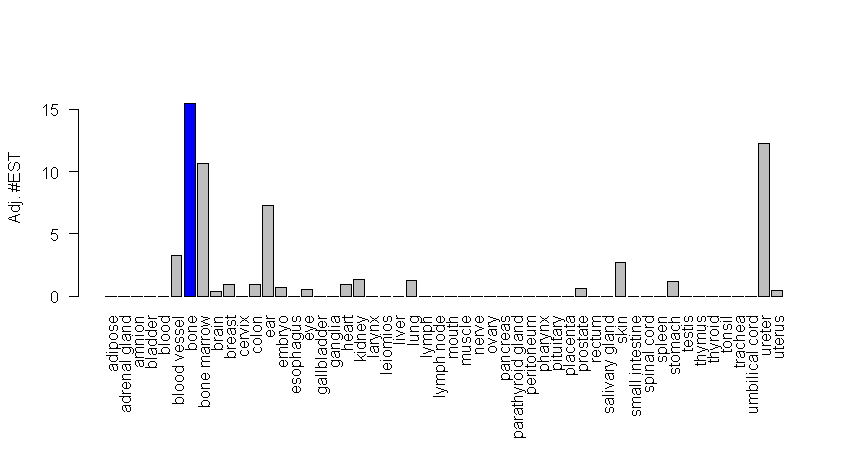 15
10
5
0
Adj. #EST
adipose
adrenal gland
amnion
bladder
blood
blood vessel
bone
bone marrow
brain
breast
cervix
colon
ear
embryo
esophagus
eye
gallbladder
ganglia
heart
kidney
larynx
leiomios
liver
lung
lymph
lymph node
mouth
muscle
nerve
ovary
pancreas
parathyroid gland
peritoneum
pharynx
pituitary
placenta
prostate
rectum
salivary gland
skin
small intestine
spinal cord
spleen
stomach
testis
thymus
thyroid
tonsil
trachea
umbilical cord
ureter
uterus